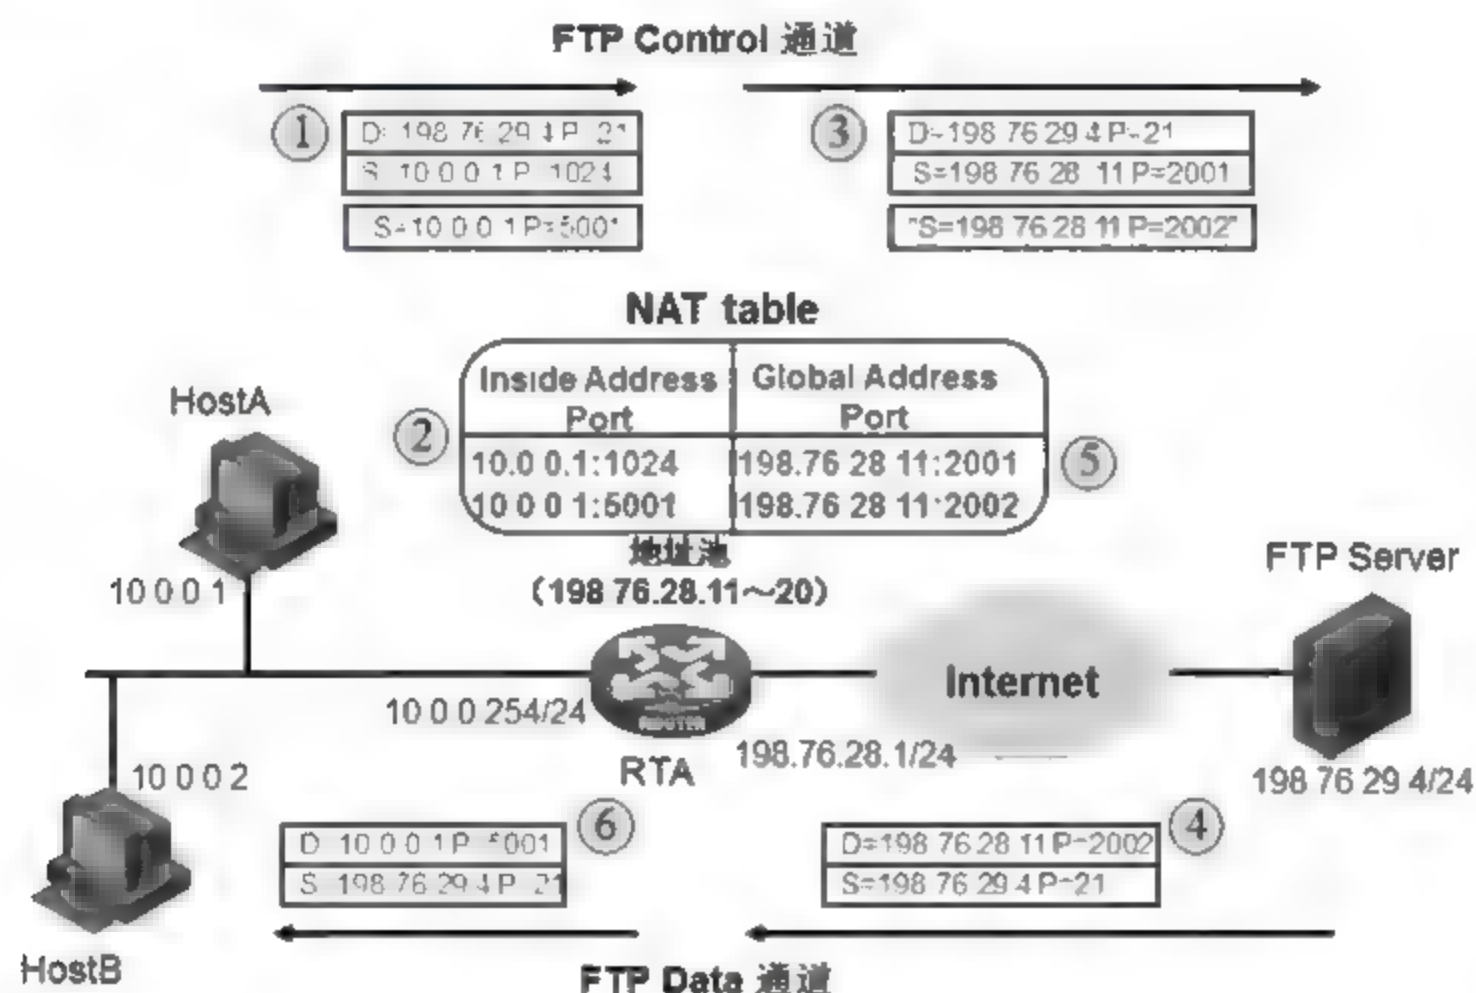 FTP Control 通道
①
D=198 76 29 4 P=21
S=10 0 0 1 P=1024
S=10 0 0 1 P=5001
③
D=198 76 29 4 P=21
S=198 76 28 11 P=2001
"S=198 76 28 11 P=2002"
NAT table
Inside Address Port
Global Address Port
②
10.0 0.1:1024
198.76 28 11:2001
10 0 0 1:5001
198.76 28 11:2002
⑤
地址池
(198 76.28.11～20)
HostA
10 0 0 1
FTP Server
Internet
10 0 0 254/24
ROUTER
RTA
198.76.28.1/24
198 76 29 4/24
10 0 0 2
HostB
⑥
D 10 0 0 1 P=5001
S 198 76 29 4 P 21
④
D=198 76 28 11 P=2002
S=198 76 29 4 P=21
FTP Data 通道